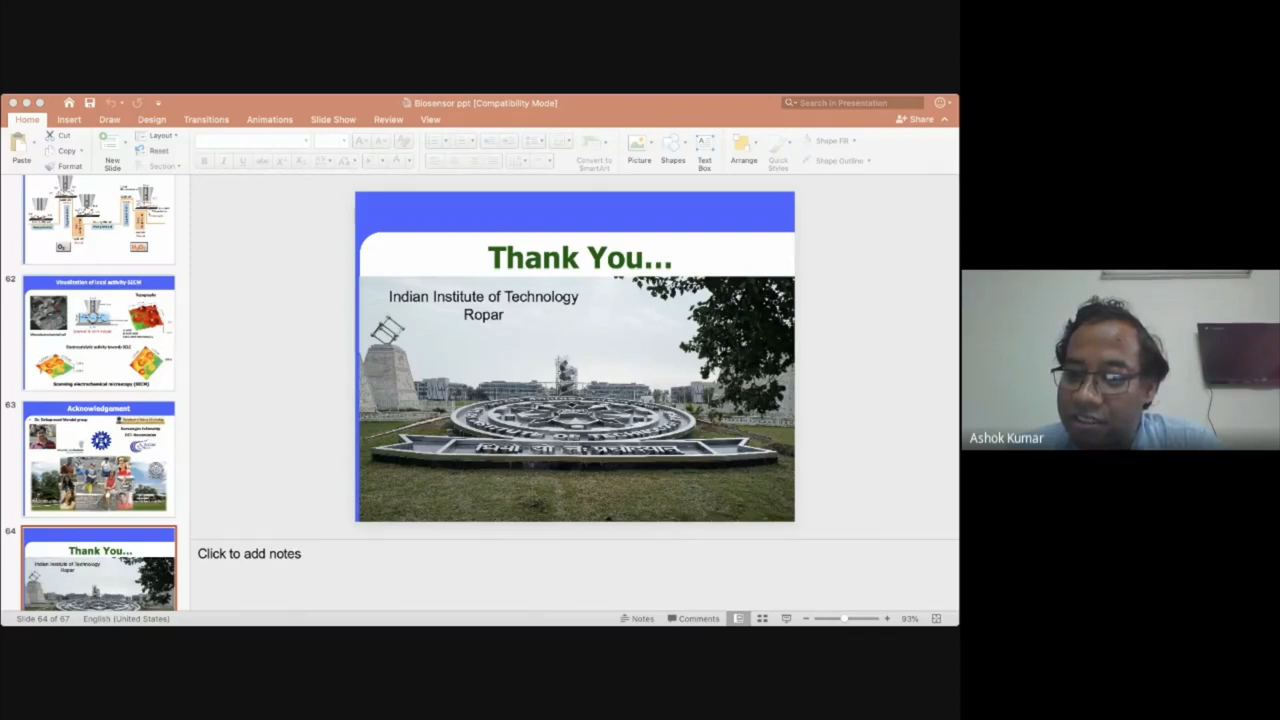 Biosensor ppt [Compatibility Mode]
Search in Presentation
Home Insert Draw Design Transitions Animations Slide Show Review View
Share
Paste
Cut
Copy
Format
New
Slide
Layout
Reset
Section
Convert to
SmartArt
Picture
Shapes
Text
Box
Arrange
Quick
Styles
Shape Fill
Shape Outline
62
Visualization of local activity-SECM
Topography
Scanning electrochemical microscopy (SECM)
63
Acknowledgement
64
Thank You...
Indian Institute of Technology
Ropar
Thank You...
Indian Institute of Technology
Ropar
Click to add notes
Slide 64 of 67 English (United States)
Notes Comments 93%
Ashok Kumar